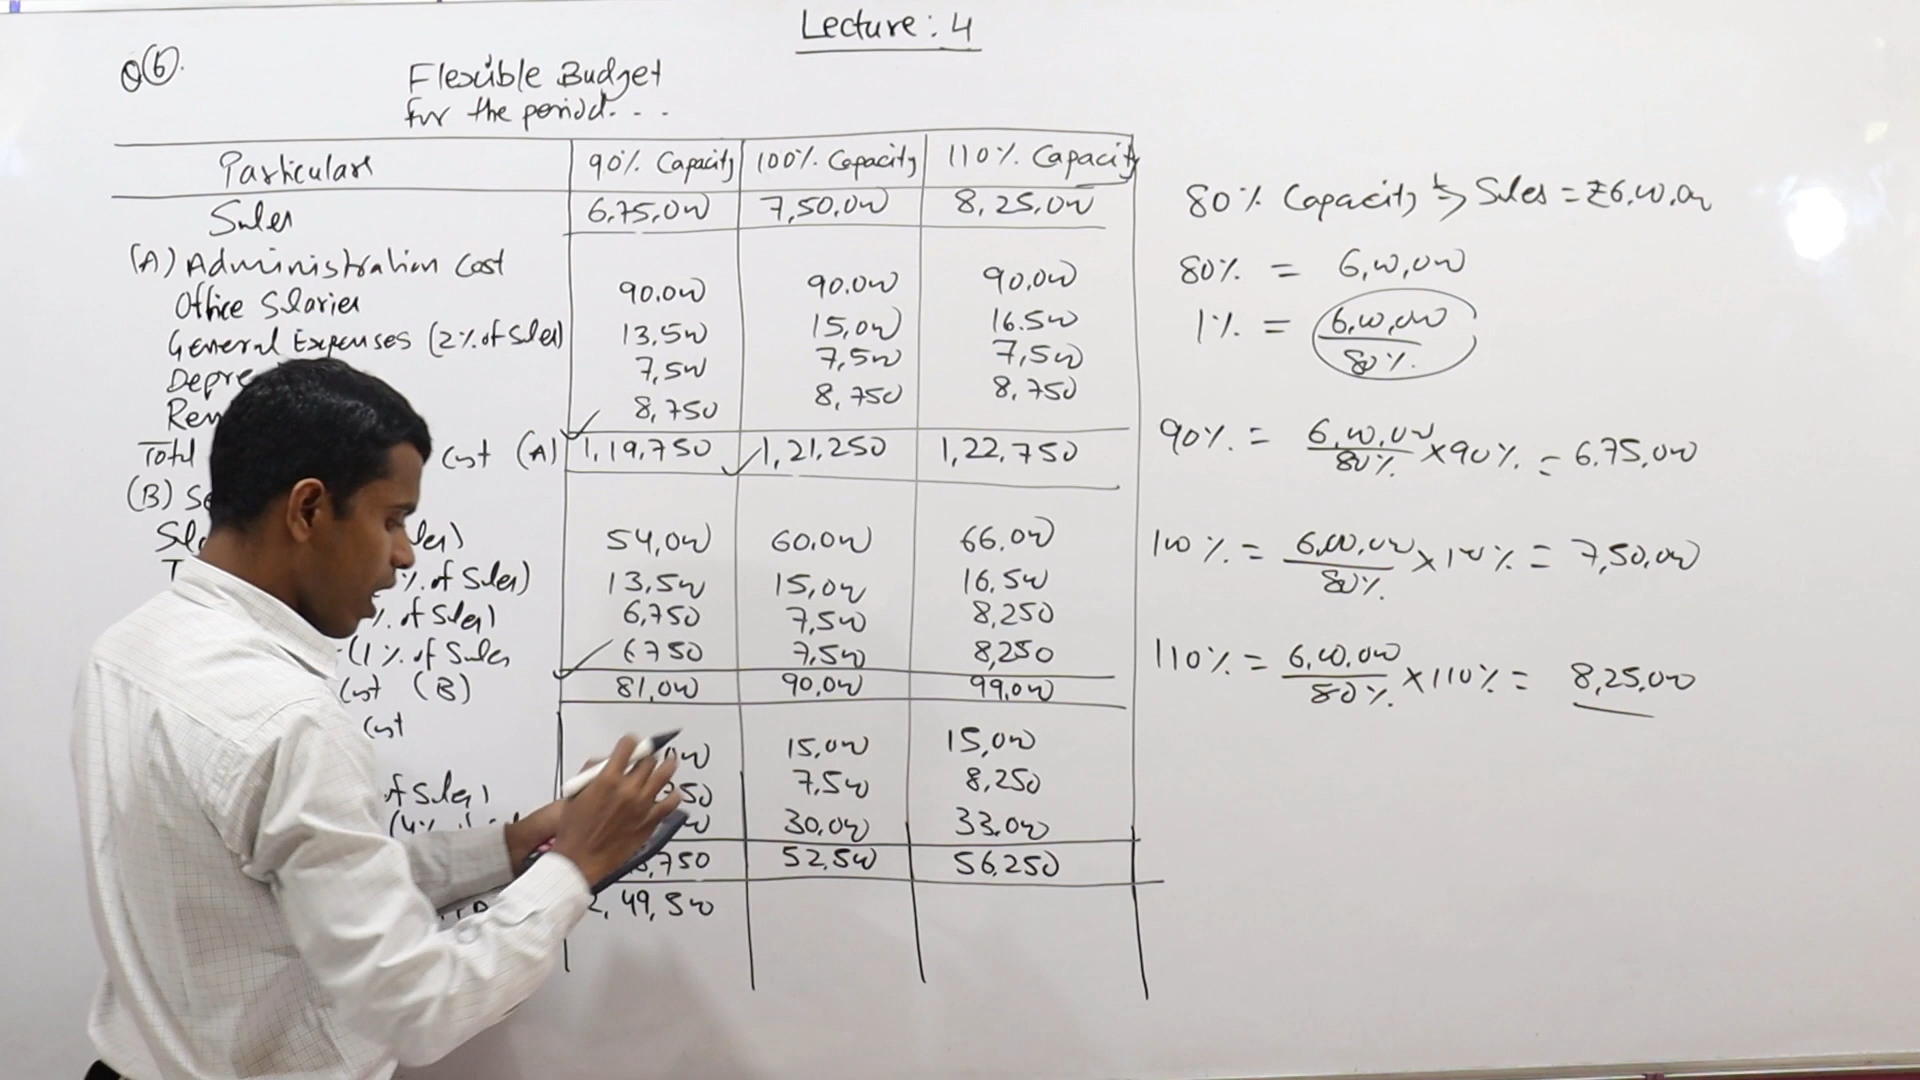 Lecture : 4
Q(6).
Flexible Budget
for the period. . .
Particulars 90% Capacity 100% Capacity 110% Capacity
Sales 6,75,000 7,50,000 8,25,000
(A) Administration Cost
Office Slaries 90,000 90,000 90,000
General Expenses (2% of Sales) 13,500 15,000 16,500
Depre 7,500 7,500 7,500
8,750 8,750 8,750
Total Cost (A) 1,19,750 1,21,250 1,22,750
(B)
54,000 60,000 66,000
% of Sales) 13,500 15,000 16,500
% of Sales) 6,750 7,500 8,250
(1% of Sales 6750 7,500 8,250
Cost (B) 81,000 90,000 99,000
Cost
15,000 15,000
of Sales) 7,500 8,250
(4% 30,000 33,000
,750 52,500 56,250
2,49,500
80% Capacity ↳ Sales = ₹6,00,000
80% = 6,00,000
1% = 6,00,000 / 80%
90% = 6,00,000 / 80% × 90% = 6,75,000
100% = 6,00,000 / 80% × 100% = 7,50,000
110% = 6,00,000 / 80% × 110% = 8,25,000